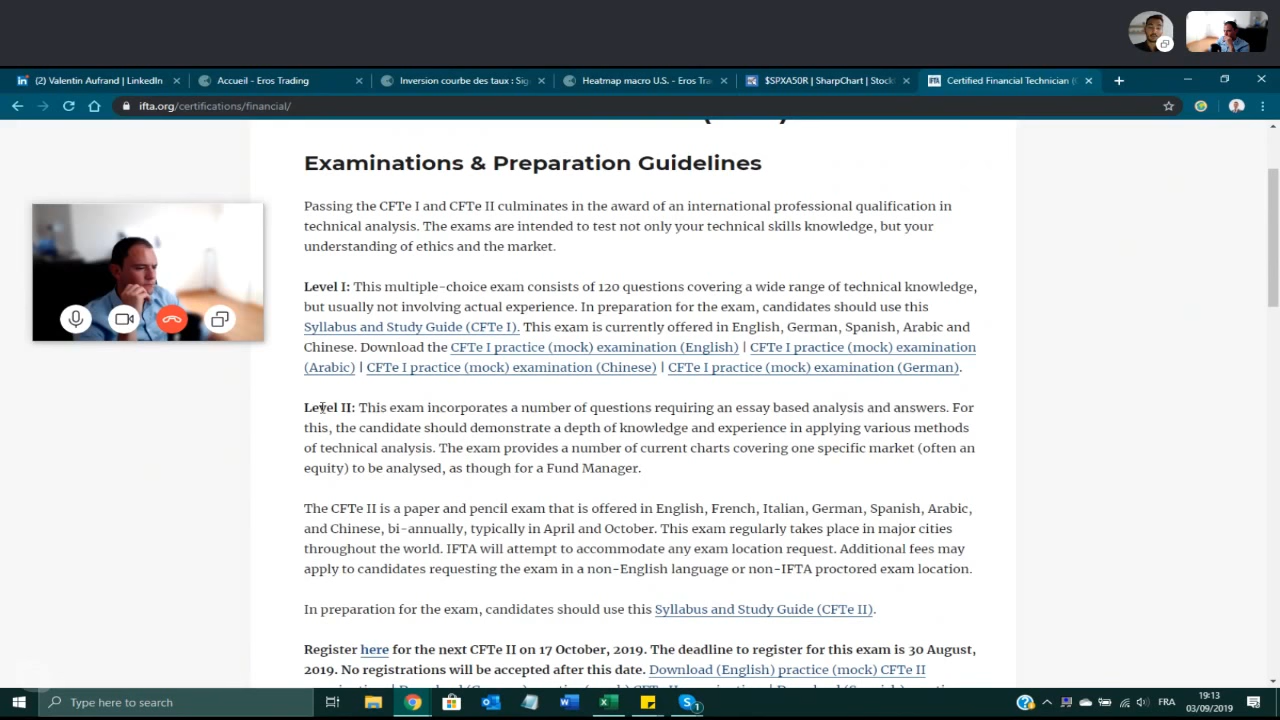 (2) Valentin Aufrand | LinkedIn
Accueil - Eros Trading
Inversion courbe des taux : Sig
Heatmap macro U.S. - Eros Tra
$SPXA50R | SharpChart | Stock
IFTA Certified Financial Technician (
ifta.org/certifications/financial/
Examinations & Preparation Guidelines
Passing the CFTe I and CFTe II culminates in the award of an international professional qualification in
technical analysis. The exams are intended to test not only your technical skills knowledge, but your
understanding of ethics and the market.
Level I: This multiple-choice exam consists of 120 questions covering a wide range of technical knowledge,
but usually not involving actual experience. In preparation for the exam, candidates should use this
Syllabus and Study Guide (CFTe I). This exam is currently offered in English, German, Spanish, Arabic and
Chinese. Download the CFTe I practice (mock) examination (English) | CFTe I practice (mock) examination
(Arabic) | CFTe I practice (mock) examination (Chinese) | CFTe I practice (mock) examination (German).
Level II: This exam incorporates a number of questions requiring an essay based analysis and answers. For
this, the candidate should demonstrate a depth of knowledge and experience in applying various methods
of technical analysis. The exam provides a number of current charts covering one specific market (often an
equity) to be analysed, as though for a Fund Manager.
The CFTe II is a paper and pencil exam that is offered in English, French, Italian, German, Spanish, Arabic,
and Chinese, bi-annually, typically in April and October. This exam regularly takes place in major cities
throughout the world. IFTA will attempt to accommodate any exam location request. Additional fees may
apply to candidates requesting the exam in a non-English language or non-IFTA proctored exam location.
In preparation for the exam, candidates should use this Syllabus and Study Guide (CFTe II).
Register here for the next CFTe II on 17 October, 2019. The deadline to register for this exam is 30 August,
2019. No registrations will be accepted after this date. Download (English) practice (mock) CFTe II
Type here to search
FRA
19:13
03/09/2019